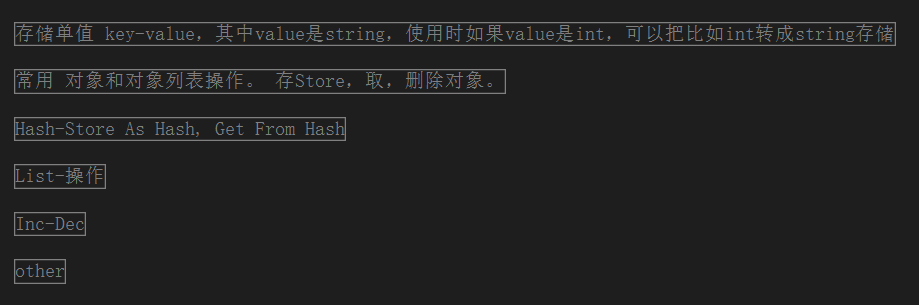 存储单值 key-value，其中value是string，使用时如果value是int，可以把比如int转成string存储
常用 对象和对象列表操作。 存Store，取，删除对象。
Hash-Store As Hash, Get From Hash
List-操作
Inc-Dec
other